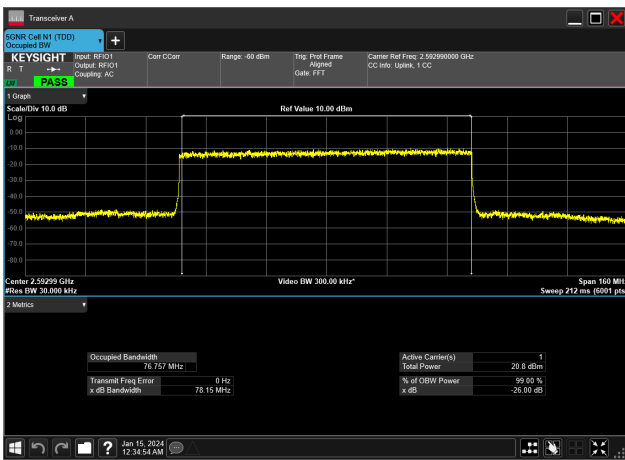 Transceiver A
5GNR Cell N1 (TDD)
Occupied BW
KEYSIGHT
R T
LV
PASS
Input: RFIO1
Output: RFIO1
Coupling: AC
Corr CCorr
Range: -60 dBm
Trig: Prot Frame
Aligned
Gate: FFT
Carrier Ref Freq: 2.592990000 GHz
CC Info: Uplink, 1 CC
1 Graph
Scale/Div 10.0 dB
Ref Value 10.00 dBm
Log
0.00
-10.0
-20.0
-30.0
-40.0
-50.0
-60.0
-70.0
-80.0
Center 2.59299 GHz
Video BW 300.00 kHz*
Span 160 MHz
#Res BW 30.000 kHz
Sweep 212 ms (6001 pts
2 Metrics
Occupied Bandwidth
76.757 MHz
Transmit Freq Error 0 Hz
x dB Bandwidth 78.15 MHz
Active Carrier(s) 1
Total Power 20.8 dBm
% of OBW Power 99.00 %
x dB -26.00 dB
?
Jan 15, 2024
12:34:54 AM